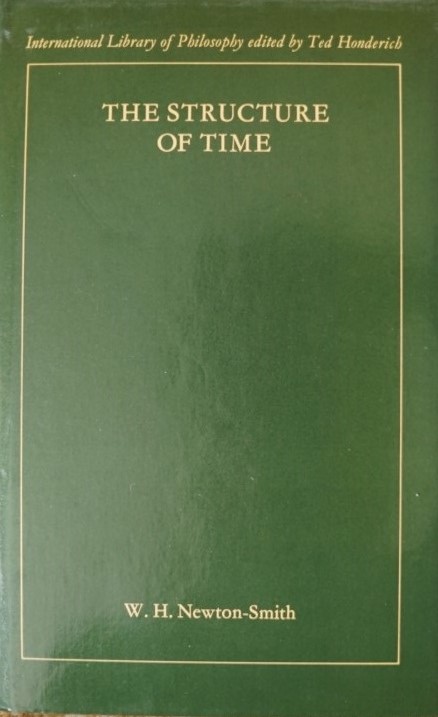 International Library of Philosophy edited by Ted Honderich
THE STRUCTURE
OF TIME
W. H. Newton-Smith